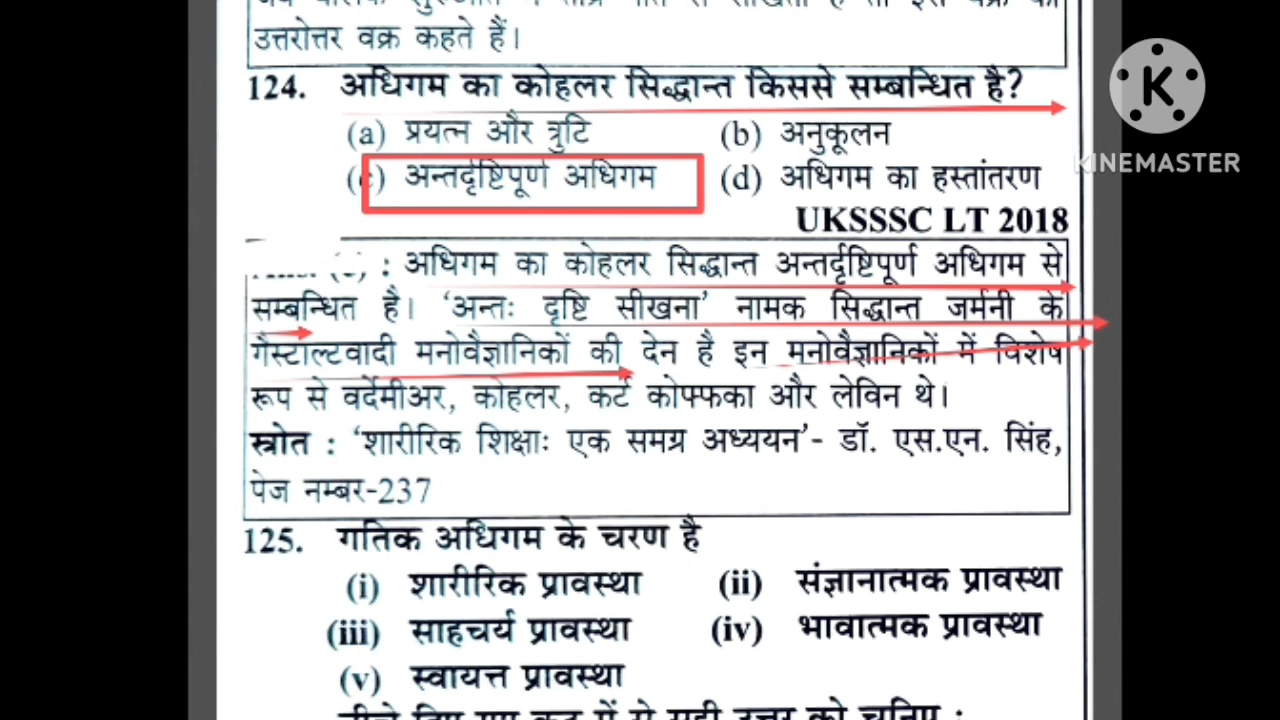 उत्तरोत्तर वक्र कहते हैं।
124. अधिगम का कोहलर सिद्धान्त किससे सम्बन्धित है?
(a) प्रयत्न और त्रुटि (b) अनुकूलन
(c) अन्तर्दृष्टिपूर्ण अधिगम (d) अधिगम का हस्तांतरण
UKSSSC LT 2018
: अधिगम का कोहलर सिद्धान्त अन्तर्दृष्टिपूर्ण अधिगम से
सम्बन्धित है। 'अन्तः दृष्टि सीखना' नामक सिद्धान्त जर्मनी के
गैस्टाल्टवादी मनोवैज्ञानिकों की देन है इन मनोवैज्ञानिकों में विशेष
रूप से वर्देमीअर, कोहलर, कर्ट कोफ्फका और लेविन थे।
स्त्रोत : 'शारीरिक शिक्षाः एक समग्र अध्ययन'- डॉ. एस.एन. सिंह,
पेज नम्बर-237
125. गतिक अधिगम के चरण है
(i) शारीरिक प्रावस्था (ii) संज्ञानात्मक प्रावस्था
(iii) साहचर्य प्रावस्था (iv) भावात्मक प्रावस्था
(v) स्वायत्त प्रावस्था
K
KINEMASTER